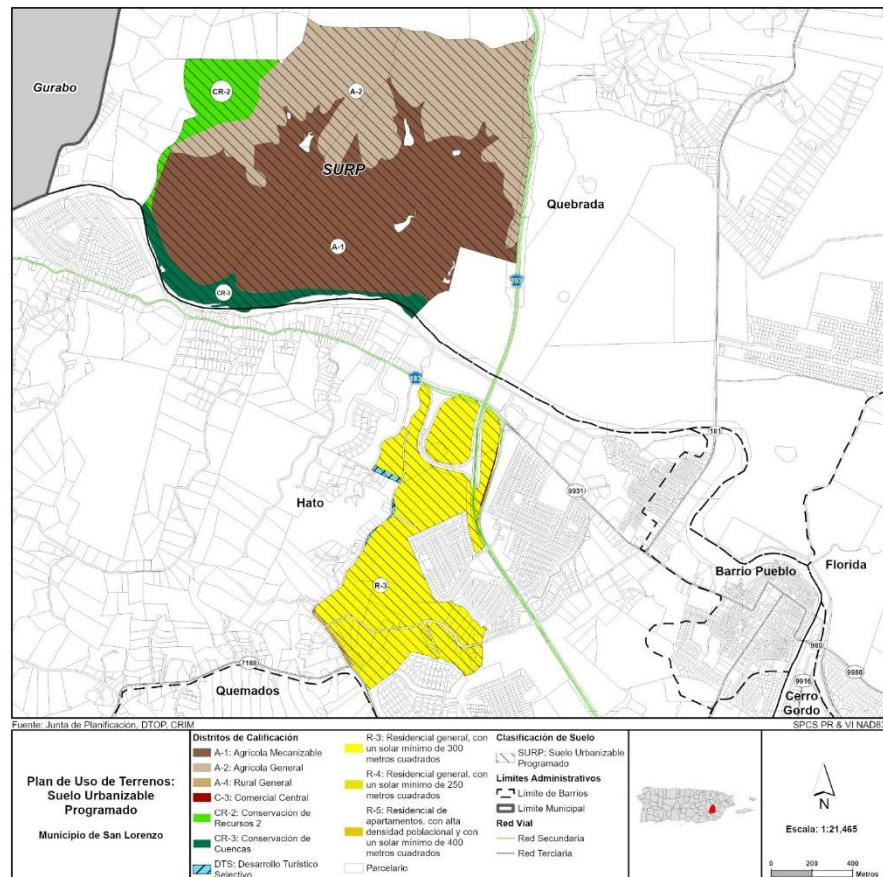 Gurabo
CR-2
A-2
SURP
Quebrada
A-1
CR-3
203
183
181
9931
Hato
Barrio Pueblo
Florida
R-3
7188
Quemados
980
9916
9980
Cerro
Gordo
Fuente: Junta de Planificación, DTOP, CRIM
SPCS PR & VI NAD83
Plan de Uso de Terrenos:
Suelo Urbanizable
Programado
Municipio de San Lorenzo
Distritos de Calificación
A-1: Agrícola Mecanizable
A-2: Agrícola General
A-4: Rural General
C-3: Comercial Central
CR-2: Conservación de
Recursos 2
CR-3: Conservación de
Cuencas
DTS: Desarrollo Turístico
Selectivo
R-3: Residencial general, con
un solar mínimo de 300
metros cuadrados
R-4: Residencial general, con
un solar mínimo de 250
metros cuadrados
R-5: Residencial de
apartamentos, con alta
densidad poblacional y con
un solar mínimo de 400
metros cuadrados
Parcelario
Clasificación de Suelo
SURP: Suelo Urbanizable
Programado
Límites Administrativos
Límite de Barrios
Límite Municipal
Red Vial
Red Secundaria
Red Terciaria
N
Escala: 1:21,465
0 200 400
Metros